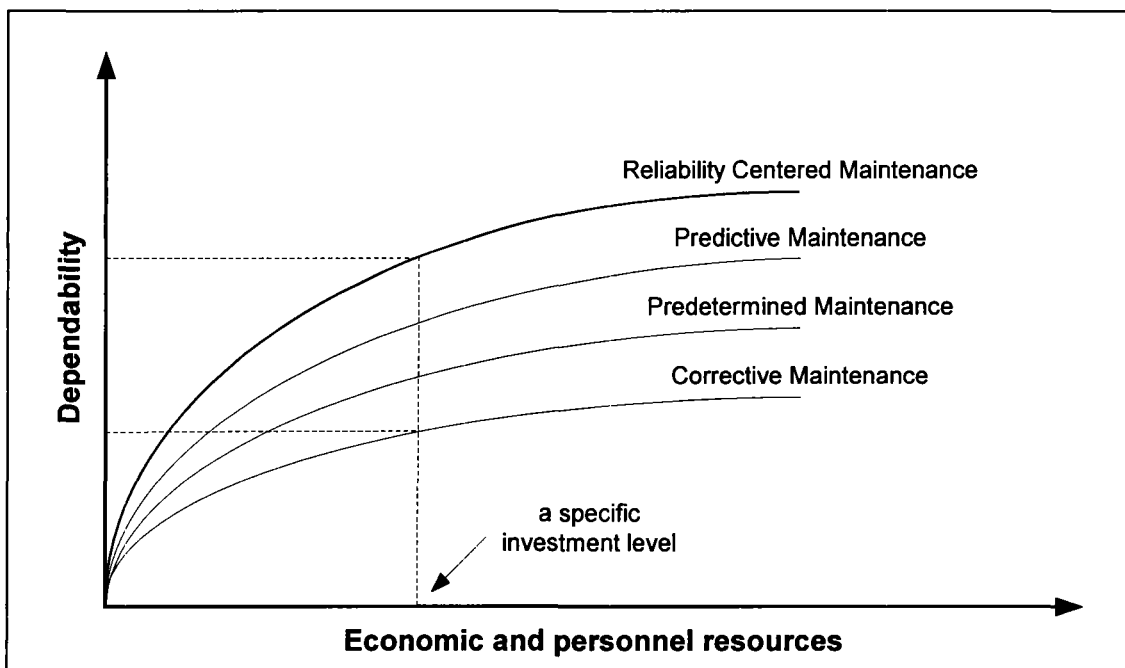 Reliability Centered Maintenance
Predictive Maintenance
Predetermined Maintenance
Corrective Maintenance
Dependability
a specific
investment level
Economic and personnel resources